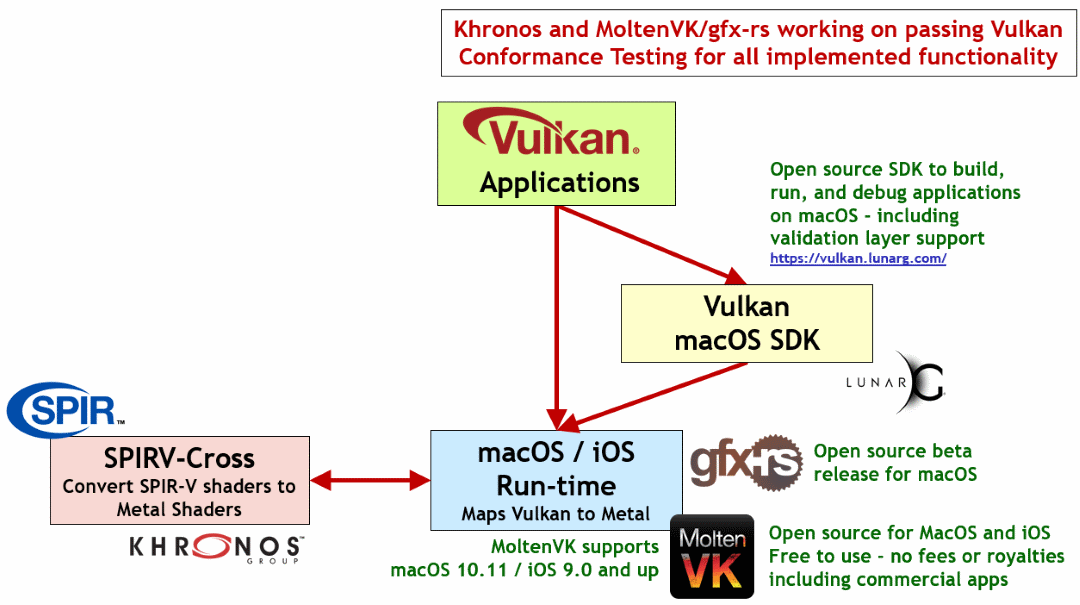 Khronos and MoltenVK/gfx-rs working on passing Vulkan
Conformance Testing for all implemented functionality
Vulkan®
Applications
Open source SDK to build,
run, and debug applications
on macOS - including
validation layer support
https://vulkan.lunarg.com/
Vulkan
macOS SDK
LUNARG
SPIR™
SPIRV-Cross
Convert SPIR-V shaders to
Metal Shaders
KHRONOS™
GROUP
macOS / iOS
Run-time
Maps Vulkan to Metal
gfx-rs
Open source beta
release for macOS
MoltenVK supports
macOS 10.11 / iOS 9.0 and up
Molten
VK
Open source for MacOS and iOS
Free to use - no fees or royalties
including commercial apps